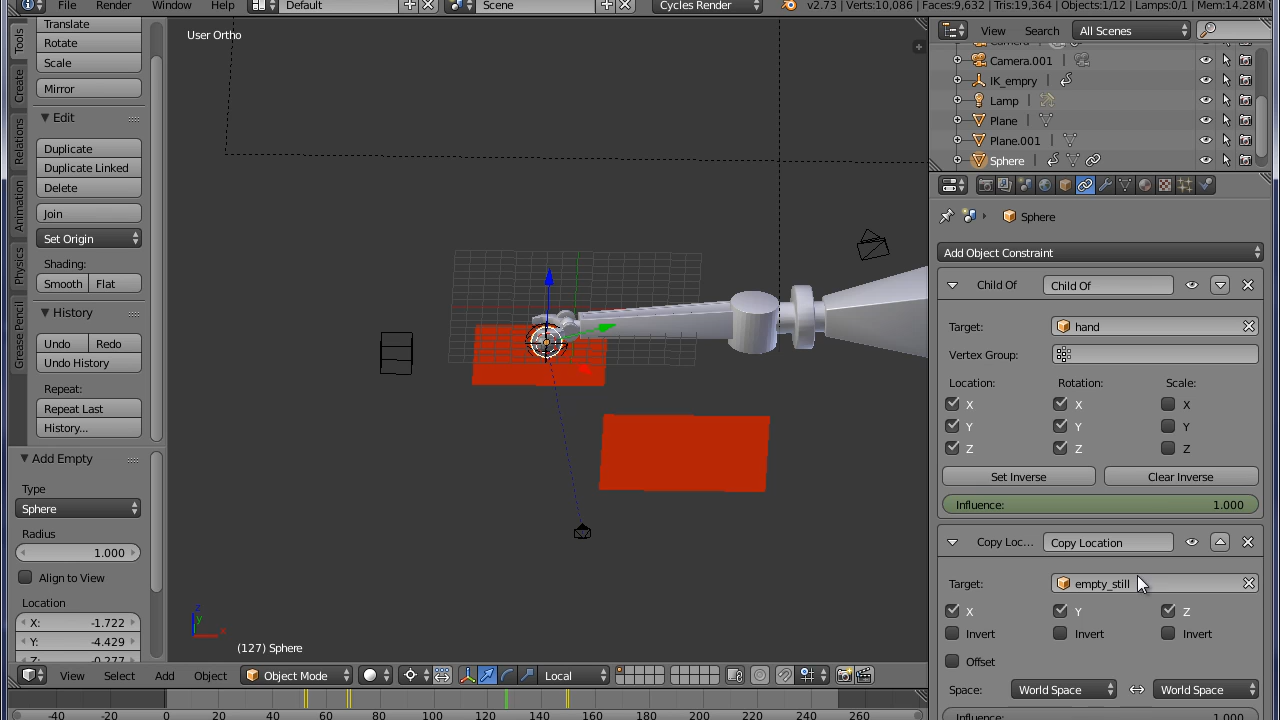 File Render Window Help Default Scene Cycles Render v2.73 | Verts:10,086 | Faces:9,632 | Tris:19,364 | Objects:1/12 | Lamps:0/1 | Mem:14.28M
Tools
Create
Relations
Animation
Physics
Grease Pencil
Translate
Rotate
Scale
Mirror
Edit
Duplicate
Duplicate Linked
Delete
Join
Set Origin
Shading:
Smooth Flat
History
Undo Redo
Undo History
Repeat:
Repeat Last
History...
Add Empty
Type
Sphere
Radius
1.000
Align to View
Location
X: -1.722
Y: -4.429
Z: -0.277
User Ortho
z
y
x
(127) Sphere
View Select Add Object Object Mode Local
-40 -20 0 20 40 60 80 100 120 140 160 180 200 220 240 260
View Search All Scenes
Camera
Camera.001
IK_empry
Lamp
Plane
Plane.001
Sphere
Sphere
Add Object Constraint
Child Of Child Of
Target: hand
Vertex Group:
Location: Rotation: Scale:
X X X
Y Y Y
Z Z Z
Set Inverse Clear Inverse
Influence: 1.000
Copy Loc... Copy Location
Target: empty_still
X Y Z
Invert Invert Invert
Offset
Space: World Space World Space
Influence: 1.000